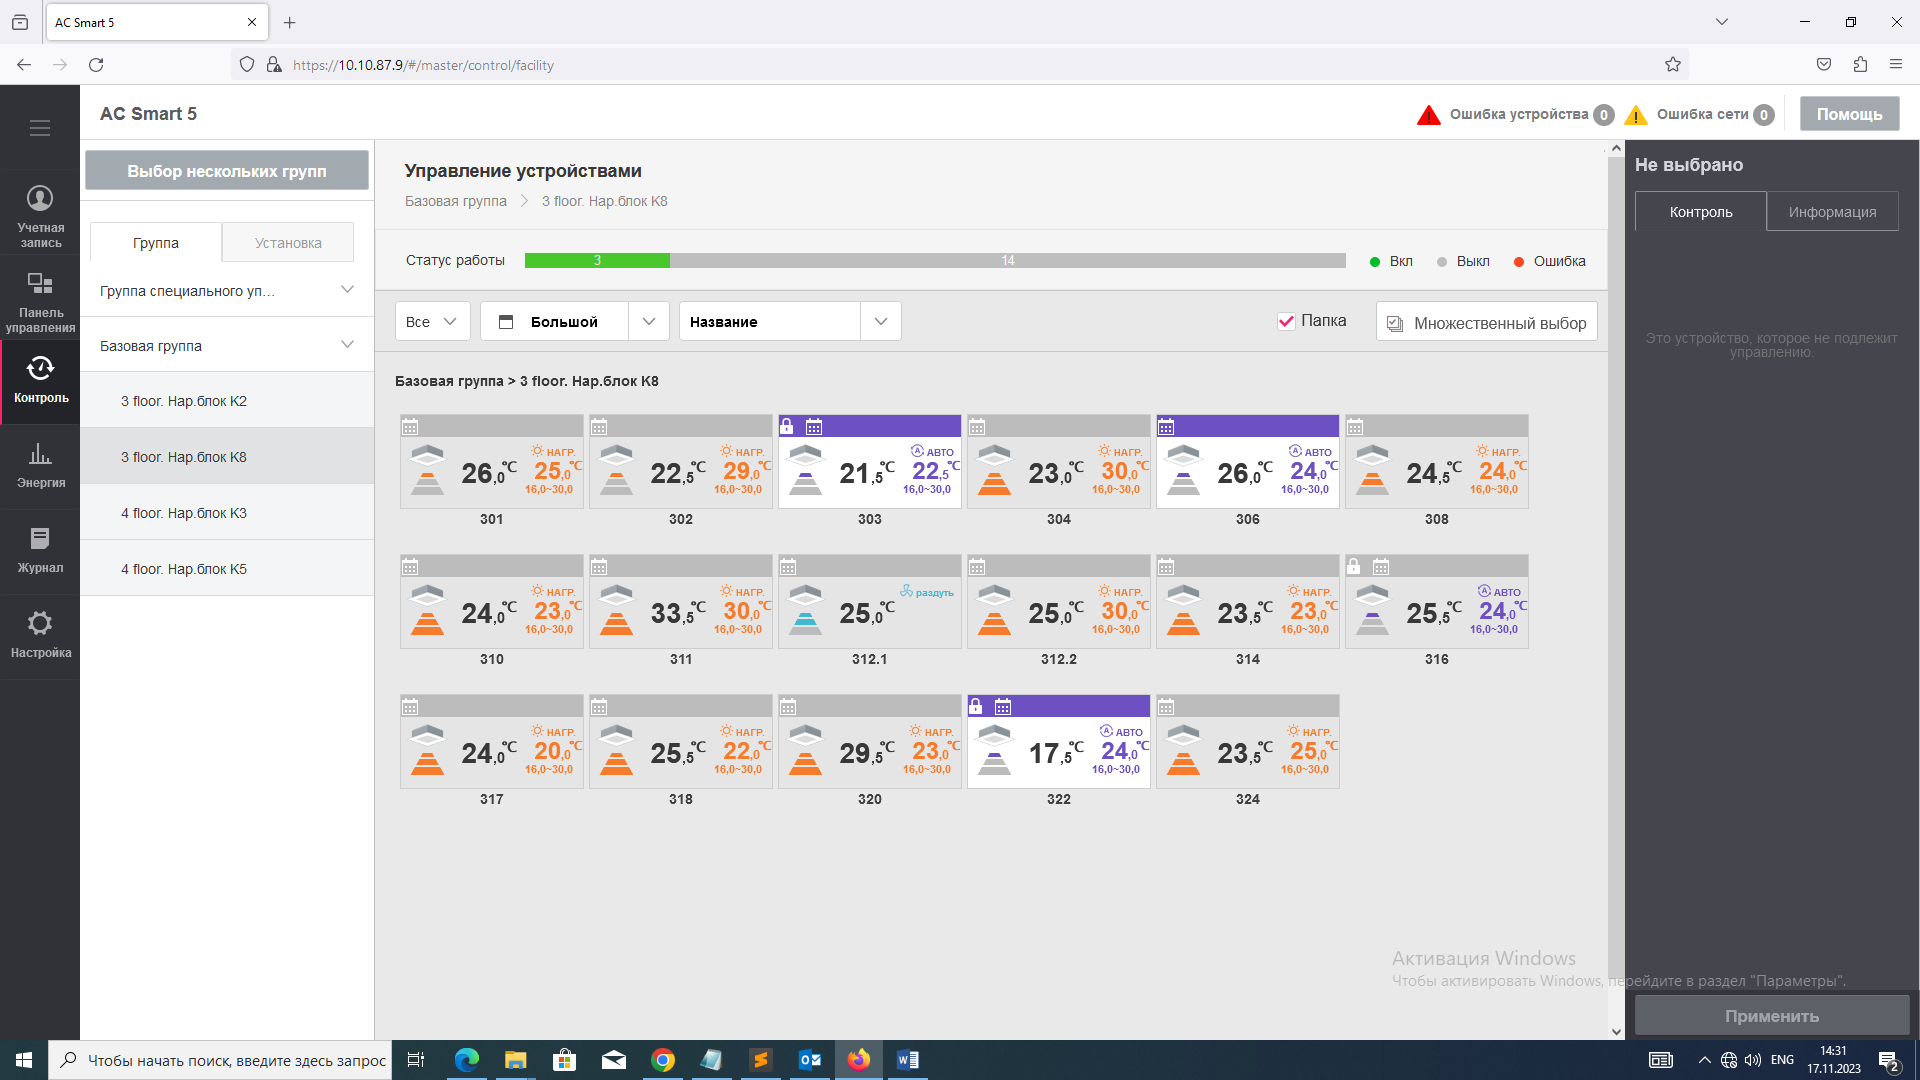 AC Smart 5
https://10.10.87.9/#/master/control/facility
AC Smart 5
Ошибка устройства 0
Ошибка сети 0
Помощь
Учетная
запись
Панель
управления
Контроль
Энергия
Журнал
Настройка
Выбор нескольких групп
Группа
Установка
Группа специального уп...
Базовая группа
3 floor. Нар.блок K2
3 floor. Нар.блок K8
4 floor. Нар.блок K3
4 floor. Нар.блок K5
Управление устройствами
Базовая группа > 3 floor. Нар.блок K8
Статус работы
3
14
Вкл
Выкл
Ошибка
Все
Большой
Название
Папка
Множественный выбор
Базовая группа > 3 floor. Нар.блок K8
26,0°C НАГР. 25,0°C 16,0~30,0
301
22,5°C НАГР. 29,0°C 16,0~30,0
302
21,5°C АВТО 22,5°C 16,0~30,0
303
23,0°C НАГР. 30,0°C 16,0~30,0
304
26,0°C АВТО 24,0°C 16,0~30,0
306
24,5°C НАГР. 24,0°C 16,0~30,0
308
24,0°C НАГР. 23,0°C 16,0~30,0
310
33,5°C НАГР. 30,0°C 16,0~30,0
311
25,0°C раздуть
312.1
25,0°C НАГР. 30,0°C 16,0~30,0
312.2
23,5°C НАГР. 23,0°C 16,0~30,0
314
25,5°C АВТО 24,0°C 16,0~30,0
316
24,0°C НАГР. 20,0°C 16,0~30,0
317
25,5°C НАГР. 22,0°C 16,0~30,0
318
29,5°C НАГР. 23,0°C 16,0~30,0
320
17,5°C АВТО 24,0°C 16,0~30,0
322
23,5°C НАГР. 25,0°C 16,0~30,0
324
Не выбрано
Контроль
Информация
Это устройство, которое не подлежит
управлению.
Активация Windows
Чтобы активировать Windows, перейдите в раздел "Параметры".
Применить
Чтобы начать поиск, введите здесь запрос
ENG
14:31
17.11.2023
2